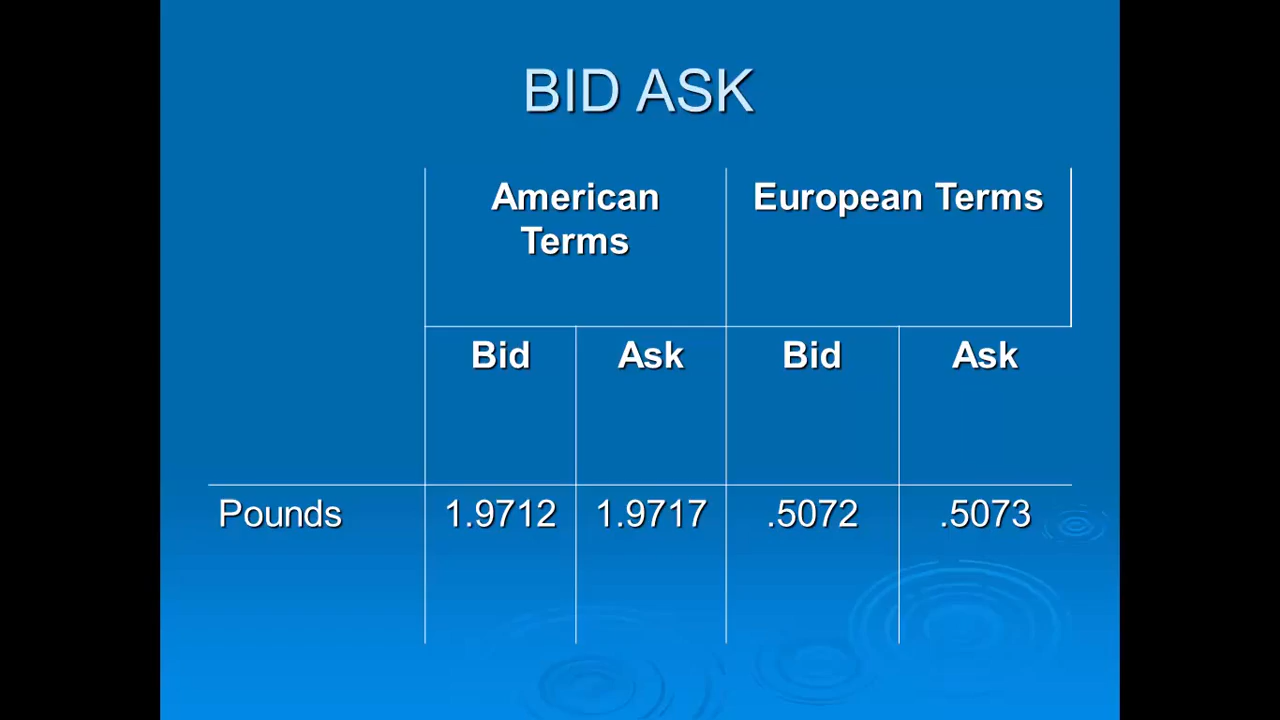 BID ASK
American
Terms
European Terms
Bid
Ask
Bid
Ask
Pounds
1.9712
1.9717
.5072
.5073